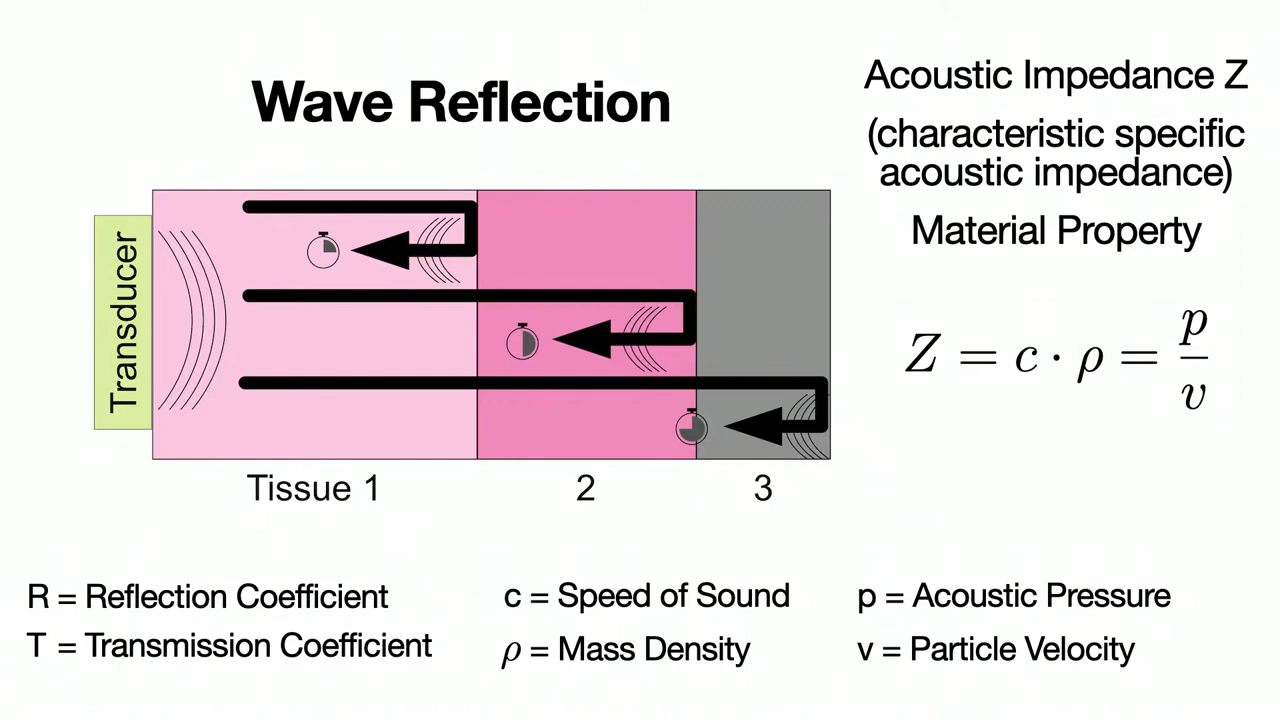 Wave Reflection
Acoustic Impedance Z
(characteristic specific
acoustic impedance)
Material Property
Z = c · ρ = p/v
Transducer
Tissue 1
2
3
R = Reflection Coefficient
T = Transmission Coefficient
c = Speed of Sound
ρ = Mass Density
p = Acoustic Pressure
v = Particle Velocity